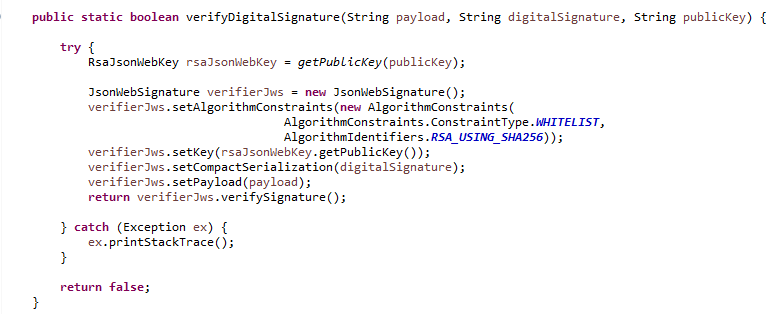 public static boolean verifyDigitalSignature(String payload, String digitalSignature, String publicKey) {
try {
RsaJsonWebKey rsaJsonWebKey = getPublicKey(publicKey);
JsonWebSignature verifierJws = new JsonWebSignature();
verifierJws.setAlgorithmConstraints(new AlgorithmConstraints(
AlgorithmConstraints.ConstraintType.WHITELIST,
AlgorithmIdentifiers.RSA_USING_SHA256));
verifierJws.setKey(rsaJsonWebKey.getPublicKey());
verifierJws.setCompactSerialization(digitalSignature);
verifierJws.setPayload(payload);
return verifierJws.verifySignature();
} catch (Exception ex) {
ex.printStackTrace();
}
return false;
}